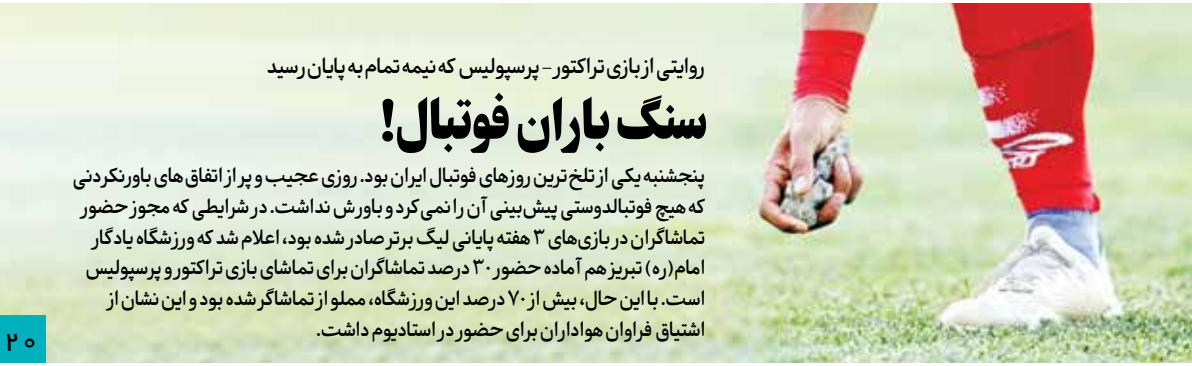 روایتی از بازی تراکتور - پرسپولیس که نیمه تمام به پایان رسید
سنگ باران فوتبال!
پنجشنبه یکی از تلخ‌ترین روزهای فوتبال ایران بود. روزی عجیب و پر از اتفاق‌های باورنکردنی
که هیچ فوتبالدوستی پیش‌بینی آن را نمی‌کرد و باورش نداشت. در شرایطی که مجوز حضور
تماشاگران در بازی‌های ۳ هفته پایانی لیگ برتر صادر شده بود، اعلام شد که ورزشگاه یادگار
امام(ره) تبریز هم آماده حضور ۳۰ درصد تماشاگران برای تماشای بازی تراکتور و پرسپولیس
است. با این حال، بیش از ۷۰ درصد این ورزشگاه، مملو از تماشاگر شده بود و این نشان از
اشتیاق فراوان هواداران برای حضور در استادیوم داشت.
۲۰